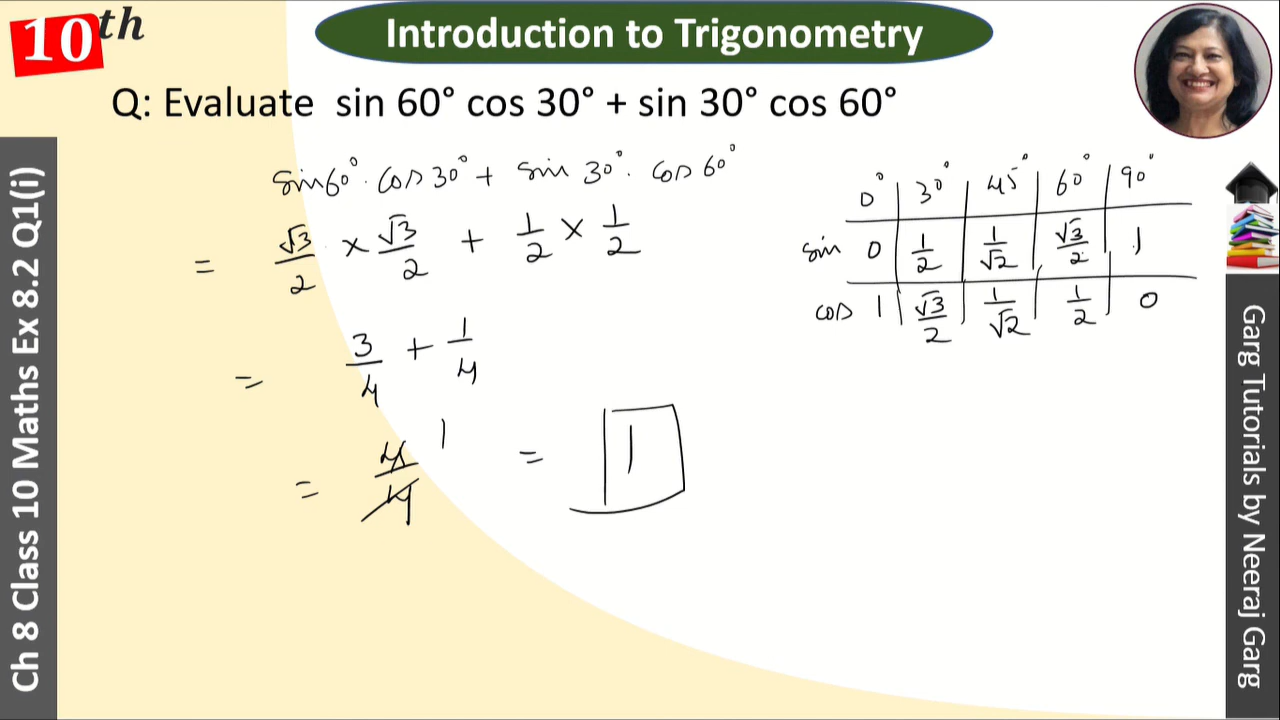 10th
Introduction to Trigonometry
Q: Evaluate sin 60° cos 30° + sin 30° cos 60°
sin60°. cos 30° + sin 30°. cos 60°
= √3/2 × √3/2 + 1/2 × 1/2
= 3/4 + 1/4
= 4/4 1 = 1
0° 30° 45° 60° 90°
sin 0 1/2 1/√2 √3/2 1
cos 1 √3/2 1/√2 1/2 0
Ch 8 Class 10 Maths Ex 8.2 Q1(i)
Garg Tutorials by Neeraj Garg